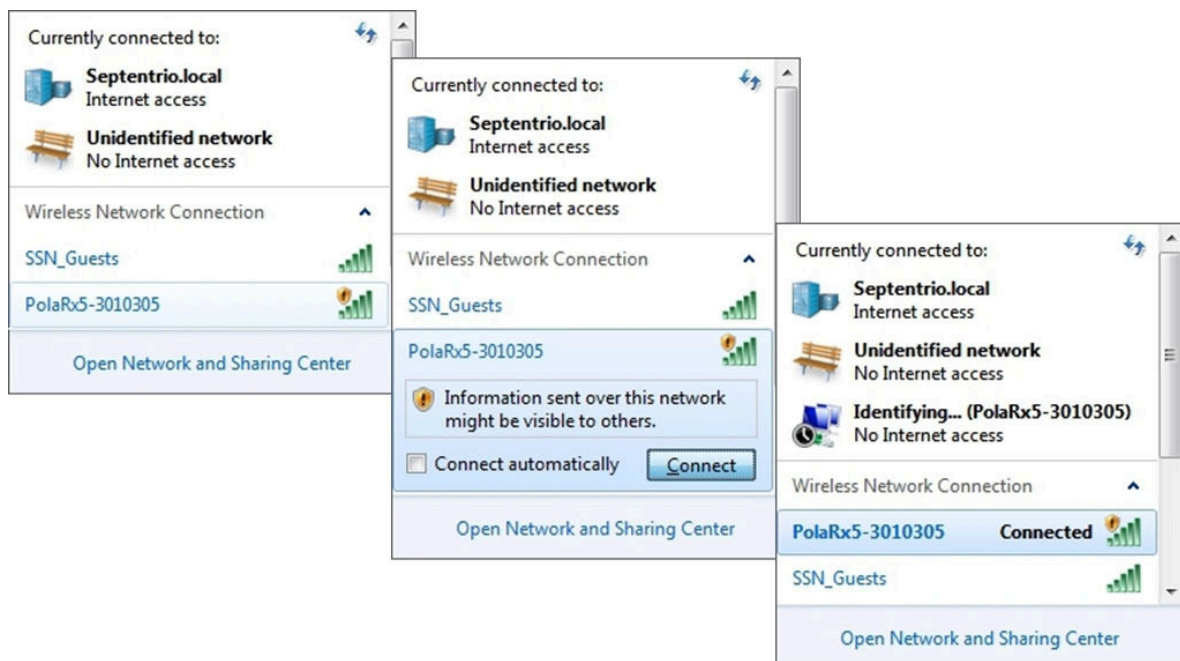 Currently connected to:
Septentrio.local
Internet access
Unidentified network
No Internet access
Wireless Network Connection
SSN_Guests
PolaRx5-3010305
Open Network and Sharing Center
Currently connected to:
Septentrio.local
Internet access
Unidentified network
No Internet access
Wireless Network Connection
SSN_Guests
PolaRx5-3010305
Information sent over this network
might be visible to others.
Connect automatically Connect
Open Network and Sharing Center
Currently connected to:
Septentrio.local
Internet access
Unidentified network
No Internet access
Identifying... (PolaRx5-3010305)
No Internet access
Wireless Network Connection
PolaRx5-3010305 Connected
SSN_Guests
Open Network and Sharing Center